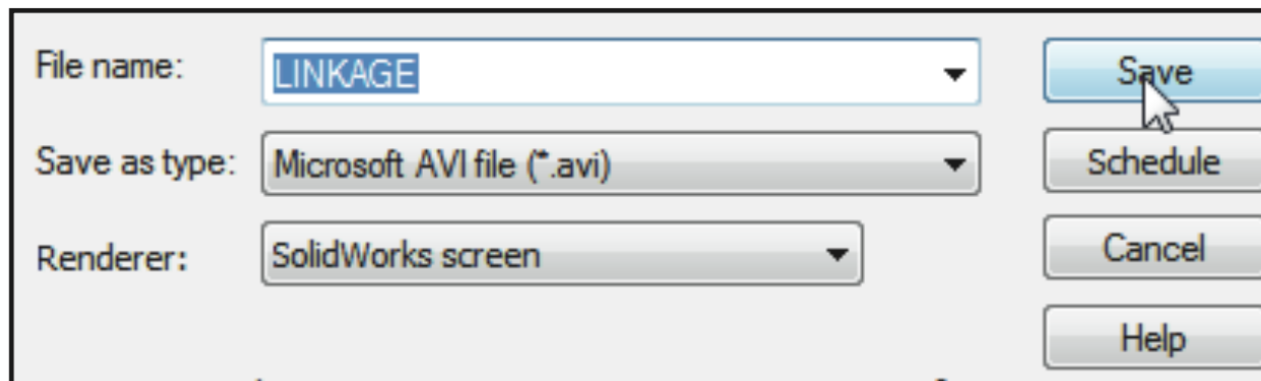 File name: LINKAGE Save
Save as type: Microsoft AVI file (*.avi) Schedule
Renderer: SolidWorks screen Cancel
Help